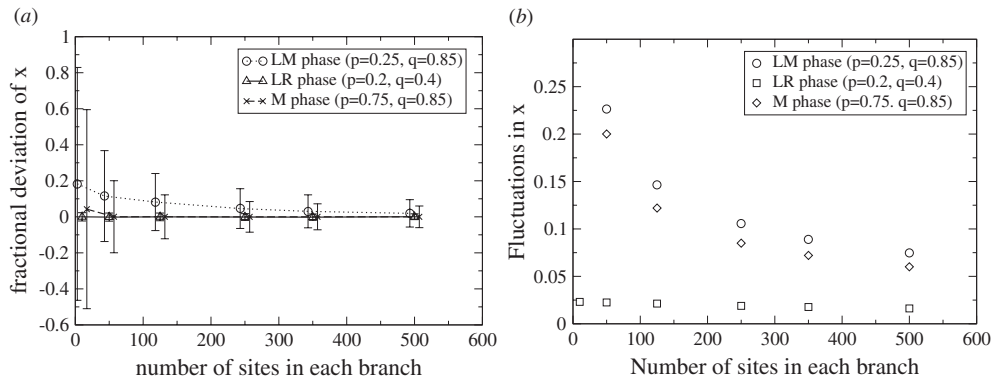 (a)
1
0.8
0.6
0.4
0.2
0
-0.2
-0.4
-0.6
fractional deviation of x
0 100 200 300 400 500 600
number of sites in each branch
LM phase (p=0.25, q=0.85)
LR phase (p=0.2, q=0.4)
M phase (p=0.75, q=0.85)
(b)
0.25
0.2
0.15
0.1
0.05
0
Fluctuations in x
0 100 200 300 400 500 600
Number of sites in each branch
LM phase (p=0.25, q=0.85)
LR phase (p=0.2, q=0.4)
M phase (p=0.75. q=0.85)